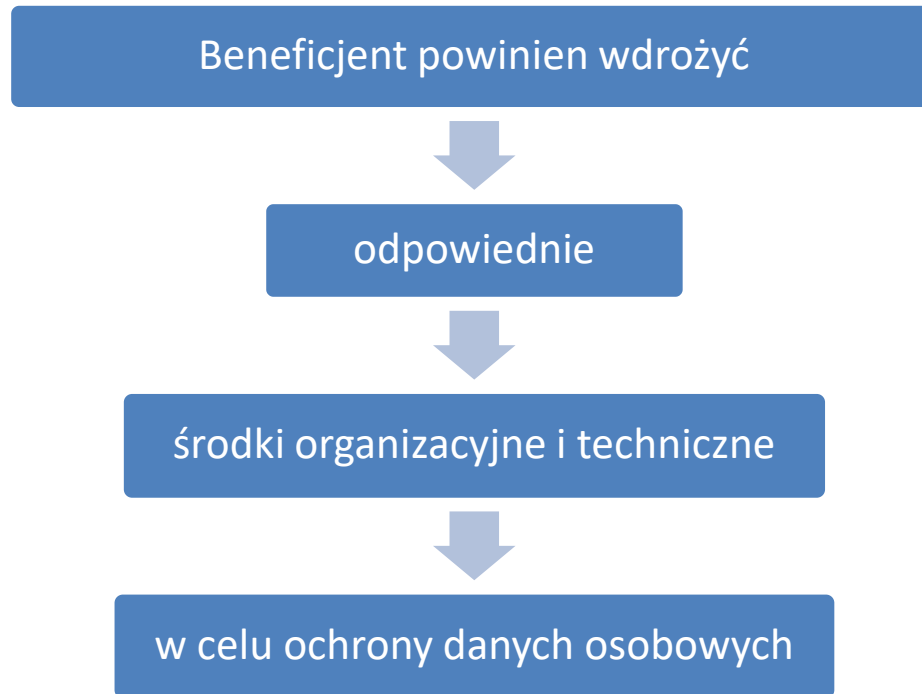 Beneficjent powinien wdrożyć
odpowiednie
środki organizacyjne i techniczne
w celu ochrony danych osobowych